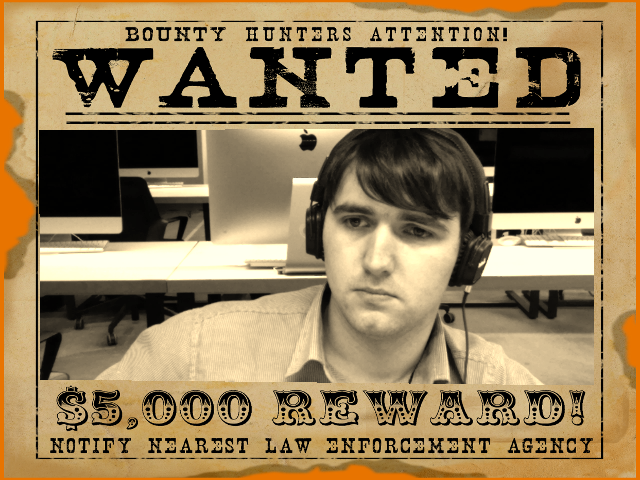 BOUNTY HUNTERS ATTENTION!
WANTED
$5,000 REWARD!
NOTIFY NEAREST LAW ENFORCEMENT AGENCY